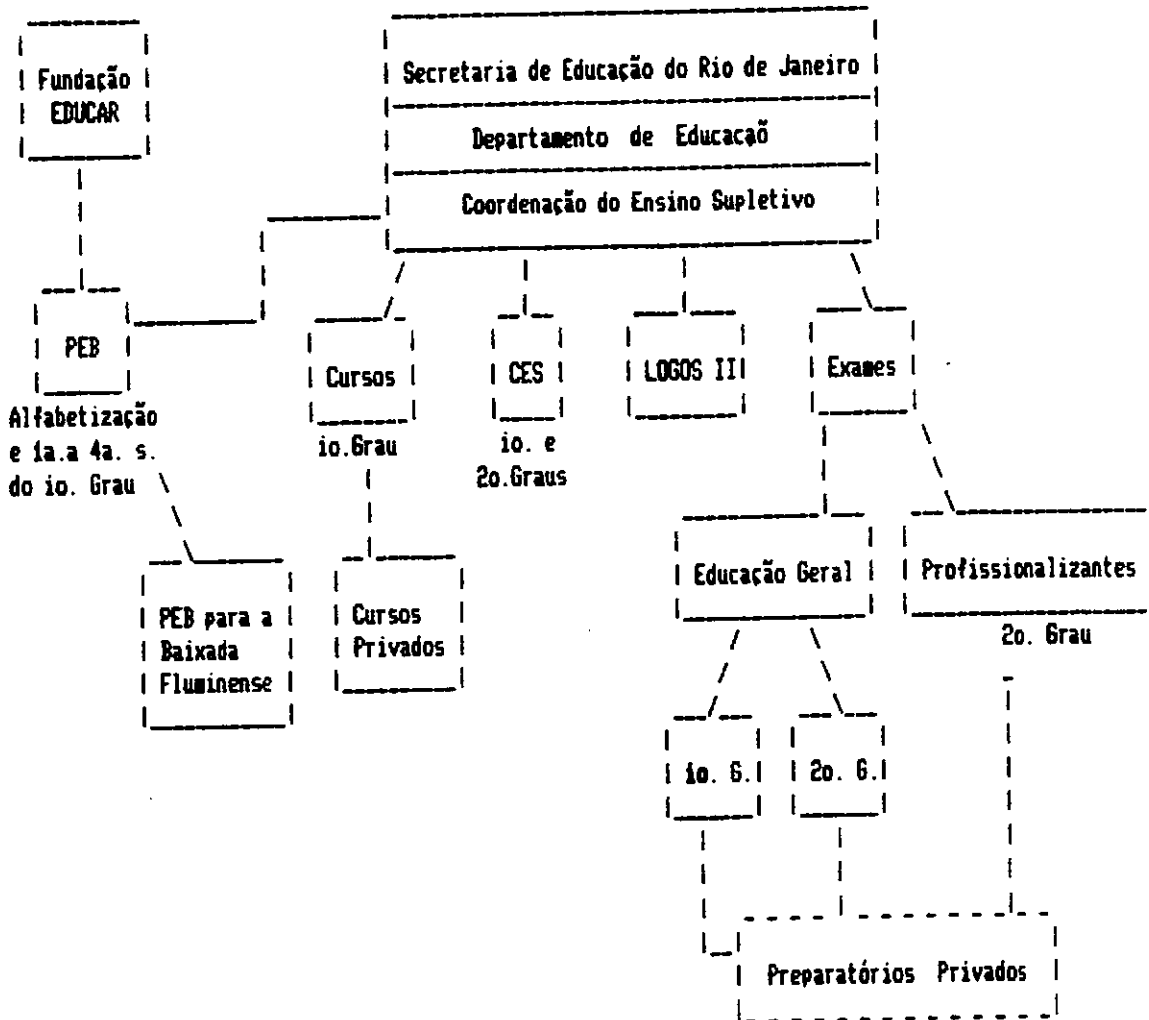 Fundação
EDUCAR
Secretaria de Educação do Rio de Janeiro
Departamento de Educacaõ
Coordenação do Ensino Supletivo
PEB
Alfabetização
e 1a.a 4a. s.
do io. Grau
Cursos
io.Grau
CES
io. e
2o.Graus
LOGOS II
Exames
PEB para a
Baixada
Fluminense
Cursos
Privados
Educação Geral
Profissionalizantes
2o. Grau
1o. G.
2o. G.
Preparatórios Privados